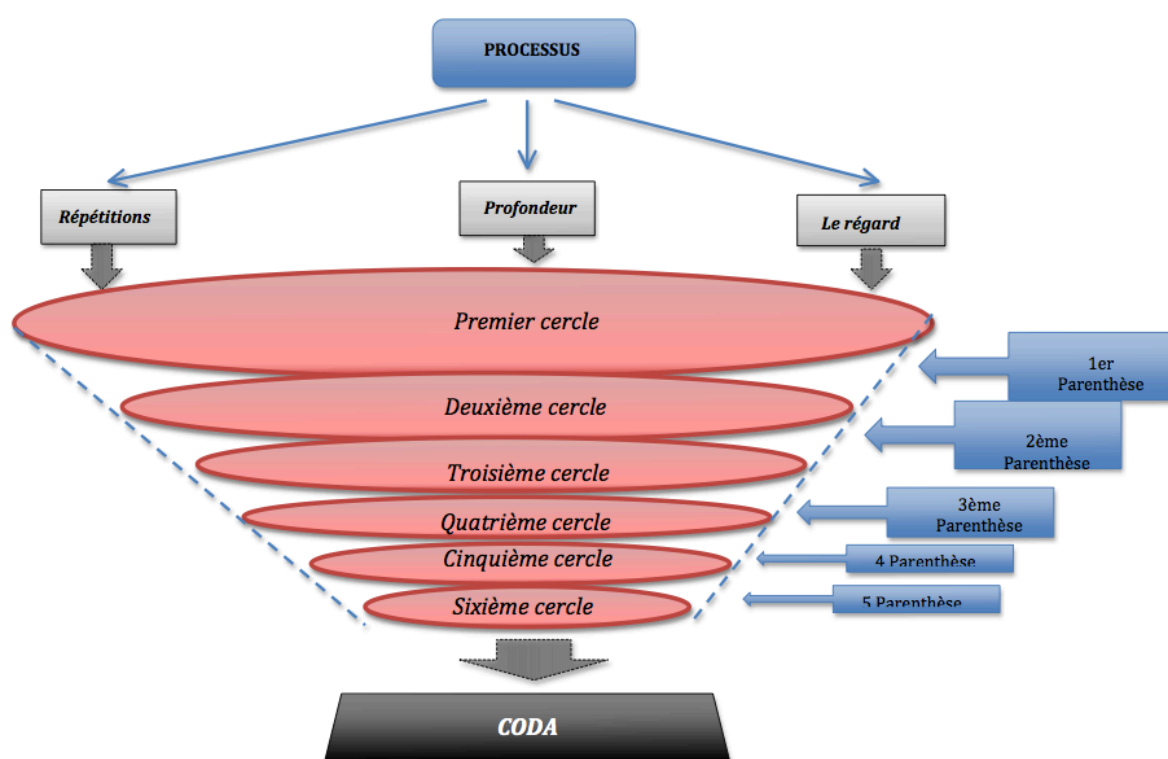 PROCESSUS
Répétitions
Profondeur
Le régard
Premier cercle
1er
Parenthèse
Deuxième cercle
2ème
Parenthèse
Troisième cercle
3ème
Parenthèse
Quatrième cercle
Cinquième cercle
4 Parenthèse
Sixième cercle
5 Parenthèse
CODA